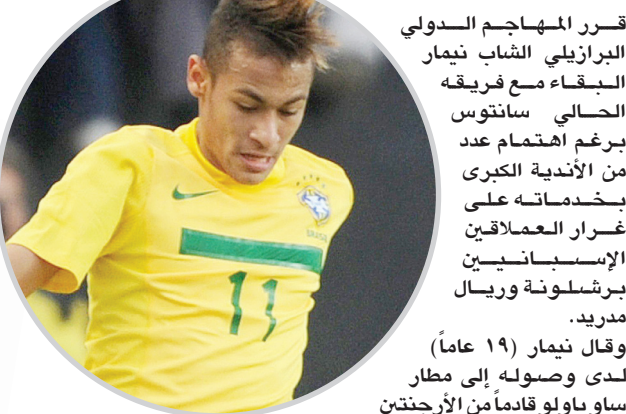 قرر المهاجم الدولي
البرازيلي الشاب نيمار
البقاء مع فريقه
الحالي سانتوس
برغم اهتمام عدد
من الأندية الكبرى
بخدماته على
غرار العملاقين
الإسبانيين
برشلونة وريال
مدريد.
وقال نيمار (١٩ عاماً)
لدى وصوله إلى مطار
ساو باولو قادماً من الأرجنتين
BRASIL
11